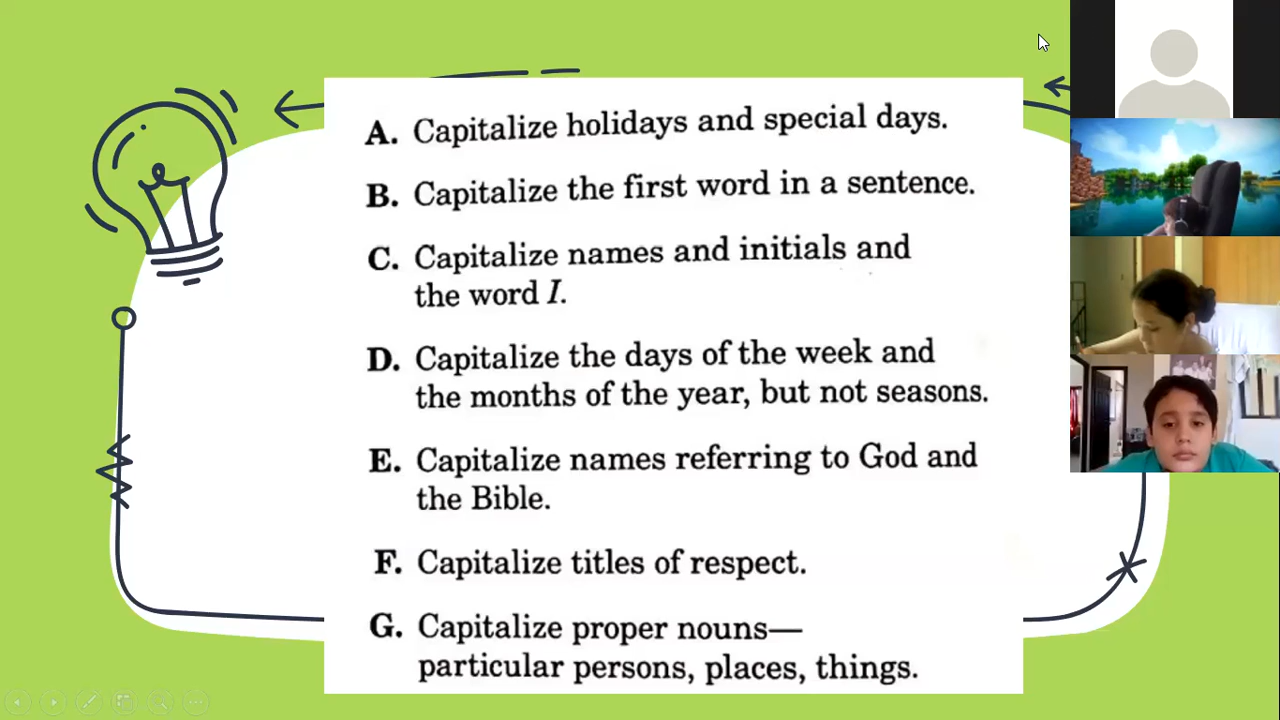 A. Capitalize holidays and special days.
B. Capitalize the first word in a sentence.
C. Capitalize names and initials and
the word I.
D. Capitalize the days of the week and
the months of the year, but not seasons.
E. Capitalize names referring to God and
the Bible.
F. Capitalize titles of respect.
G. Capitalize proper nouns—
particular persons, places, things.